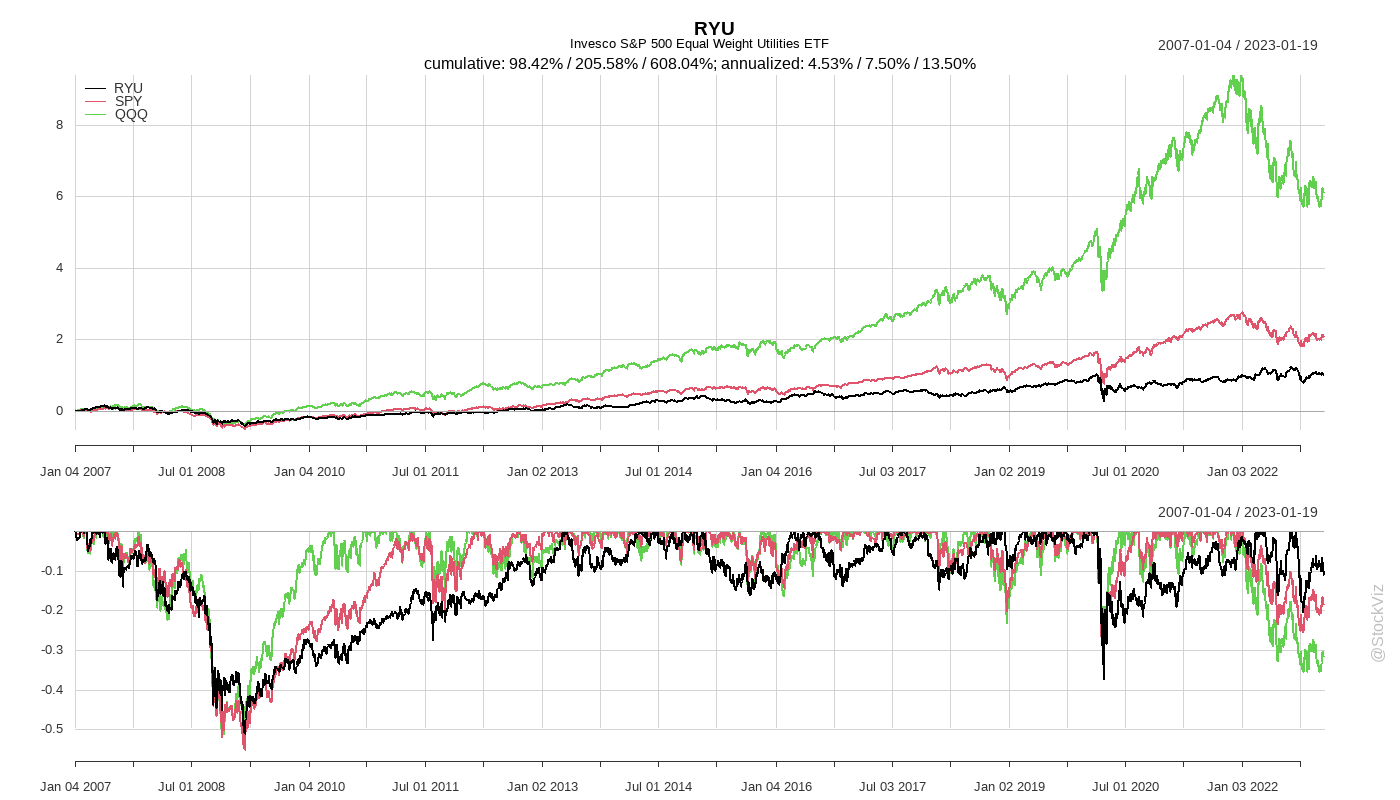 RYU
Invesco S&P 500 Equal Weight Utilities ETF
2007-01-04 / 2023-01-19
cumulative: 98.42% / 205.58% / 608.04%; annualized: 4.53% / 7.50% / 13.50%
RYU
SPY
QQQ
8
6
4
2
0
Jan 04 2007 Jul 01 2008 Jan 04 2010 Jul 01 2011 Jan 02 2013 Jul 01 2014 Jan 04 2016 Jul 03 2017 Jan 02 2019 Jul 01 2020 Jan 03 2022
2007-01-04 / 2023-01-19
-0.1
-0.2
-0.3
-0.4
-0.5
Jan 04 2007 Jul 01 2008 Jan 04 2010 Jul 01 2011 Jan 02 2013 Jul 01 2014 Jan 04 2016 Jul 03 2017 Jan 02 2019 Jul 01 2020 Jan 03 2022
@StockViz